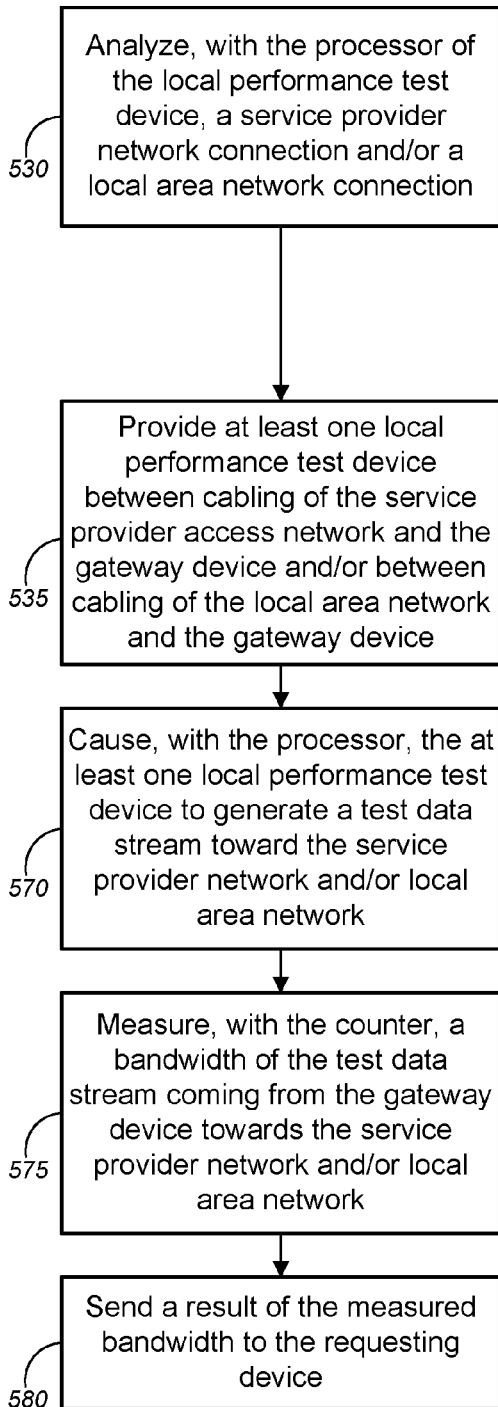 Analyze, with the processor of
the local performance test
device, a service provider
network connection and/or a
local area network connection
530
Provide at least one local
performance test device
between cabling of the service
provider access network and the
gateway device and/or between
cabling of the local area network
and the gateway device
535
Cause, with the processor, the at
least one local performance test
device to generate a test data
stream toward the service
provider network and/or local
area network
570
Measure, with the counter, a
bandwidth of the test data
stream coming from the gateway
device towards the service
provider network and/or local
area network
575
Send a result of the measured
bandwidth to the requesting
device
580